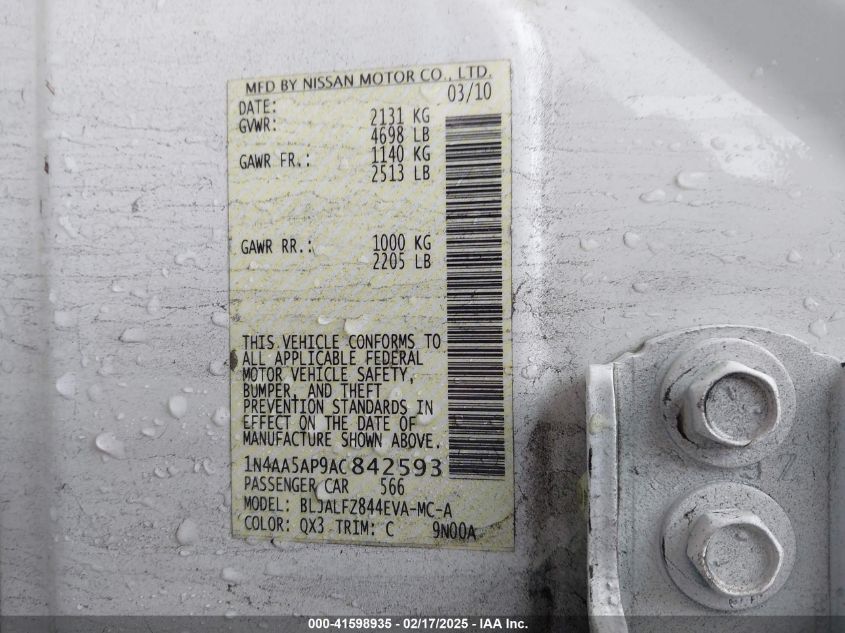 MFD BY NISSAN MOTOR CO., LTD.
DATE: 03/10
GVWR: 2131 KG
4698 LB
GAWR FR.: 1140 KG
2513 LB
GAWR RR.: 1000 KG
2205 LB
THIS VEHICLE CONFORMS TO
ALL APPLICABLE FEDERAL
MOTOR VEHICLE SAFETY,
BUMPER, AND THEFT
PREVENTION STANDARDS IN
EFFECT ON THE DATE OF
MANUFACTURE SHOWN ABOVE.
1N4AA5AP9AC842593
PASSENGER CAR 566
MODEL: BLJALFZ844EVA-MC-A
COLOR: QX3 TRIM: C 9N00A
000-41598935 - 02/17/2025 - IAA Inc.